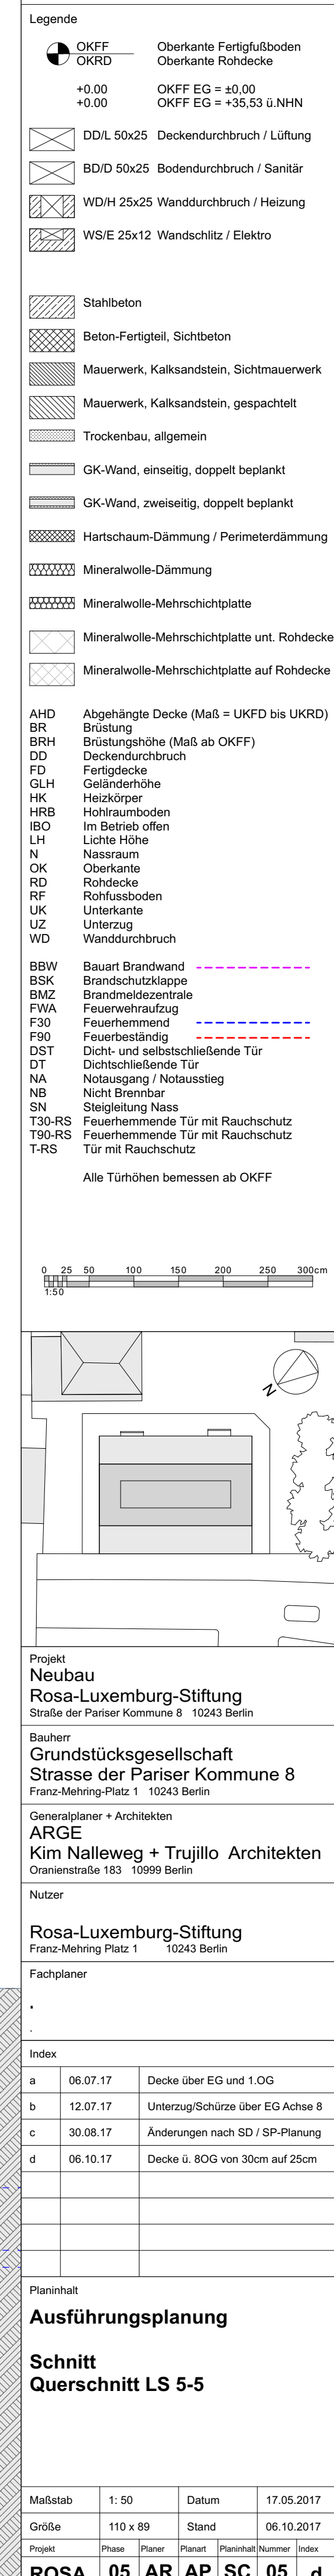 Legende
OKFF Oberkante Fertigfußboden
OKRD Oberkante Rohdecke
+0.00 OKFF EG = ±0,00
+0.00 OKFF EG = +35,53 ü.NHN
DD/L 50x25 Deckendurchbruch / Lüftung
BD/D 50x25 Bodendurchbruch / Sanitär
WD/H 25x25 Wanddurchbruch / Heizung
WS/E 25x12 Wandschlitz / Elektro
Stahlbeton
Beton-Fertigteil, Sichtbeton
Mauerwerk, Kalksandstein, Sichtmauerwerk
Mauerwerk, Kalksandstein, gespachtelt
Trockenbau, allgemein
GK-Wand, einseitig, doppelt beplankt
GK-Wand, zweiseitig, doppelt beplankt
Hartschaum-Dämmung / Perimeterdämmung
Mineralwolle-Dämmung
Mineralwolle-Mehrschichtplatte
Mineralwolle-Mehrschichtplatte unt. Rohdecke
Mineralwolle-Mehrschichtplatte auf Rohdecke
AHD Abgehängte Decke (Maß = UKFD bis UKRD)
BR Brüstung
BRH Brüstungshöhe (Maß ab OKFF)
DD Deckendurchbruch
FD Fertigdecke
GLH Geländerhöhe
HK Heizkörper
HRB Hohlraumboden
IBO Im Betrieb offen
LH Lichte Höhe
N Nassraum
OK Oberkante
RD Rohdecke
RF Rohfussboden
UK Unterkante
UZ Unterzug
WD Wanddurchbruch
BBW Bauart Brandwand
BSK Brandschutzklappe
BMZ Brandmeldezentrale
FWA Feuerwehraufzug
F30 Feuerhemmend
F90 Feuerbeständig
DST Dicht- und selbstschließende Tür
DT Dichtschließende Tür
NA Notausgang / Notausstieg
NB Nicht Brennbar
SN Steigleitung Nass
T30-RS Feuerhemmende Tür mit Rauchschutz
T90-RS Feuerhemmende Tür mit Rauchschutz
T-RS Tür mit Rauchschutz
Alle Türhöhen bemessen ab OKFF
0 25 50 100 150 200 250 300cm
1:50
N
Projekt
Neubau
Rosa-Luxemburg-Stiftung
Straße der Pariser Kommune 8 10243 Berlin
Bauherr
Grundstücksgesellschaft
Strasse der Pariser Kommune 8
Franz-Mehring-Platz 1 10243 Berlin
Generalplaner + Architekten
ARGE
Kim Nalleweg + Trujillo Architekten
Oranienstraße 183 10999 Berlin
Nutzer
Rosa-Luxemburg-Stiftung
Franz-Mehring Platz 1 10243 Berlin
Fachplaner
.
.
Index
a 06.07.17 Decke über EG und 1.OG
b 12.07.17 Unterzug/Schürze über EG Achse 8
c 30.08.17 Änderungen nach SD / SP-Planung
d 06.10.17 Decke ü. 8OG von 30cm auf 25cm
Planinhalt
Ausführungsplanung
Schnitt
Querschnitt LS 5-5
Maßstab 1: 50 Datum 17.05.2017
Größe 110 x 89 Stand 06.10.2017
Projekt Phase Planer Planart Planinhalt Nummer Index
ROSA 05 AR AP SC 05 d